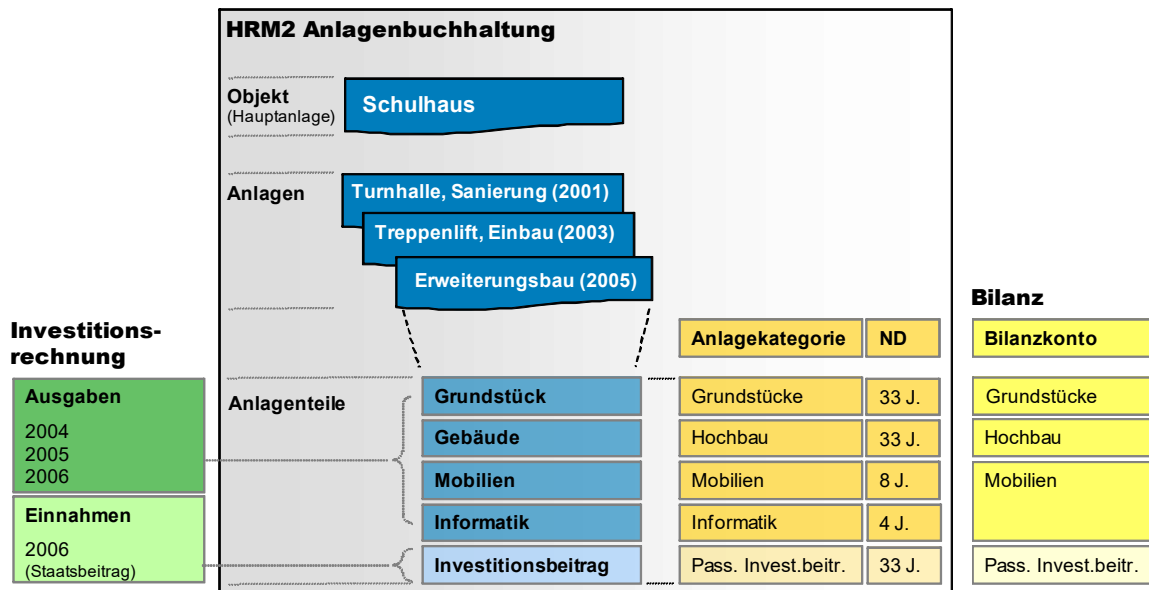 HRM2 Anlagenbuchhaltung
Objekt
(Hauptanlage)
Schulhaus
Anlagen
Turnhalle, Sanierung (2001)
Treppenlift, Einbau (2003)
Erweiterungsbau (2005)
Investitions-
rechnung
Ausgaben
2004
2005
2006
Einnahmen
2006
(Staatsbeitrag)
Anlagenteile
Grundstück
Gebäude
Mobilien
Informatik
Investitionsbeitrag
Anlagekategorie ND
Grundstücke 33 J.
Hochbau 33 J.
Mobilien 8 J.
Informatik 4 J.
Pass. Invest.beitr. 33 J.
Bilanz
Bilanzkonto
Grundstücke
Hochbau
Mobilien
Pass. Invest.beitr.